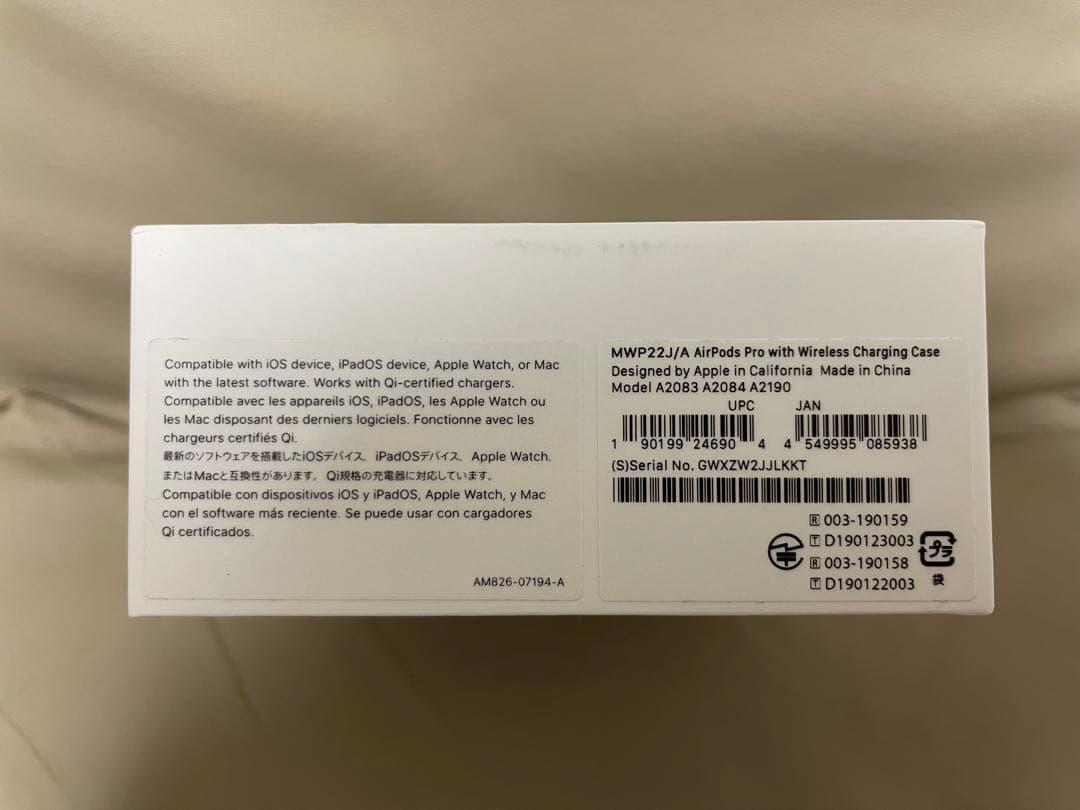 Compatible with iOS device, iPadOS device, Apple Watch, or Mac
with the latest software. Works with Qi-certified chargers.
Compatible avec les appareils iOS, iPadOS, les Apple Watch ou
les Mac disposant des derniers logiciels. Fonctionne avec les
chargeurs certifiés Qi.
最新のソフトウェアを搭載したiOSデバイス、iPadOSデバイス、Apple Watch、
またはMacと互換性があります。Qi規格の充電器に対応しています。
Compatible con dispositivos iOS y iPadOS, Apple Watch, y Mac
con el software más reciente. Se puede usar con cargadores
Qi certificados.
AM826-07194-A
MWP22J/A AirPods Pro with Wireless Charging Case
Designed by Apple in California Made in China
Model A2083 A2084 A2190
UPC JAN
1 90199 24690 4 4 549995 085938
(S)Serial No. GWXZW2JJLKKT
R 003-190159
T D190123003
R 003-190158
T D190122003
プラ
袋